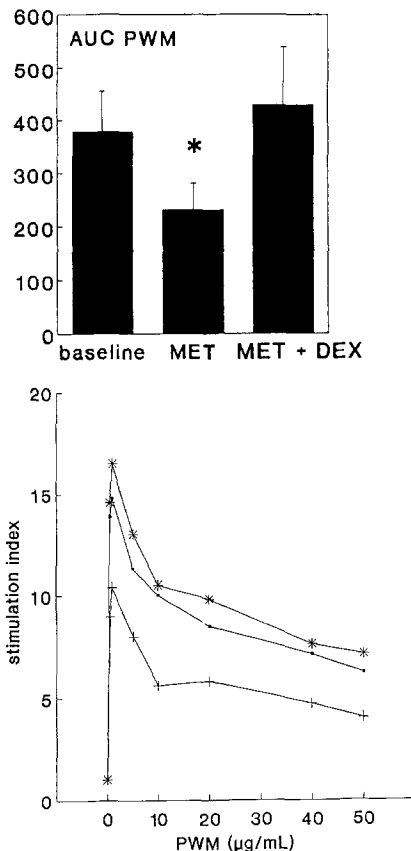 AUC PWM
600
500
400
300
200
100
0
baseline MET MET + DEX
*
20
15
10
5
0
stimulation index
0 10 20 30 40 50
PWM (µg/mL)